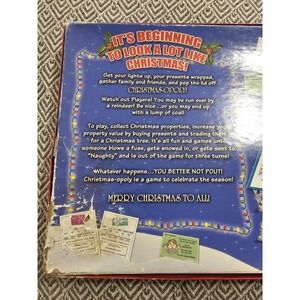 IT'S BEGINNING
TO LOOK A LOT LIKE
CHRISTMAS!
Get your lights up, your presents wrapped,
gather family and friends, and pop the lid off
CHRISTMAS-OPOLY!
Watch out Players! You may be run over by
a reindeer! Be nice...or you may end up
with a lump of coal!
To play, collect Christmas properties, increase your
property value by buying presents and trading them
for a Christmas tree. It's all fun and games until
someone blows a fuse, gets snowed in, or gets sent to
"Naughty" and is out of the game for three turns!
Whatever happens...YOU BETTER NOT POUT!
Christmas-opoly is a game to celebrate the season!
MERRY CHRISTMAS TO ALL!